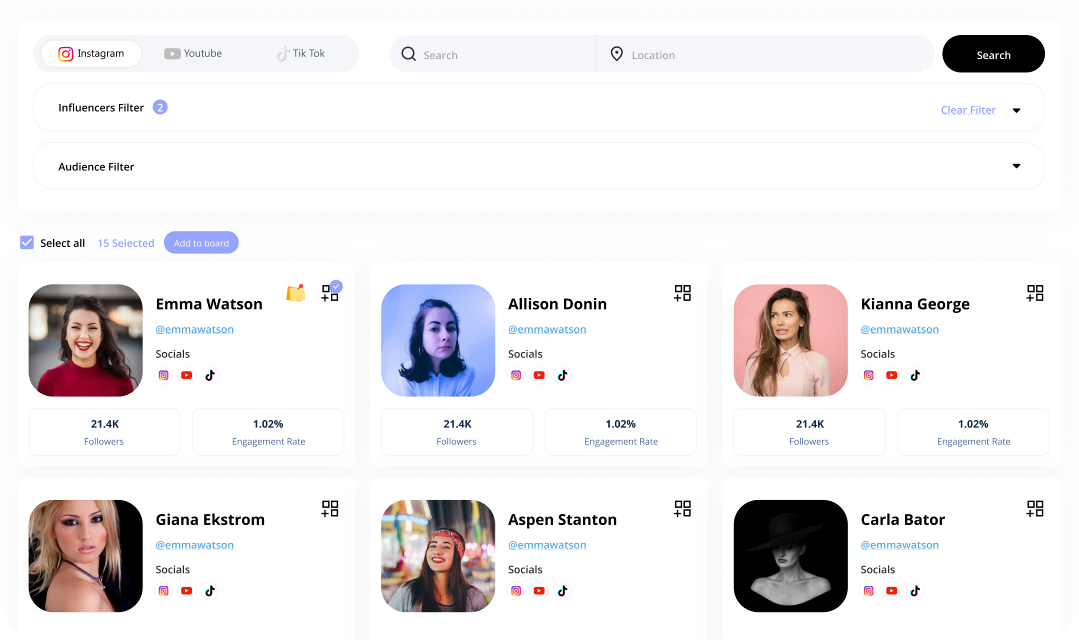 Instagram
Youtube
Tik Tok
Search
Location
Search
Influencers Filter 2
Clear Filter
Audience Filter
Select all
15 Selected
Add to board
Emma Watson
@emmawatson
Socials
21.4K
Followers
1.02%
Engagement Rate
Allison Donin
@emmawatson
Socials
21.4K
Followers
1.02%
Engagement Rate
Kianna George
@emmawatson
Socials
21.4K
Followers
1.02%
Engagement Rate
Giana Ekstrom
@emmawatson
Socials
Aspen Stanton
@emmawatson
Socials
Carla Bator
@emmawatson
Socials